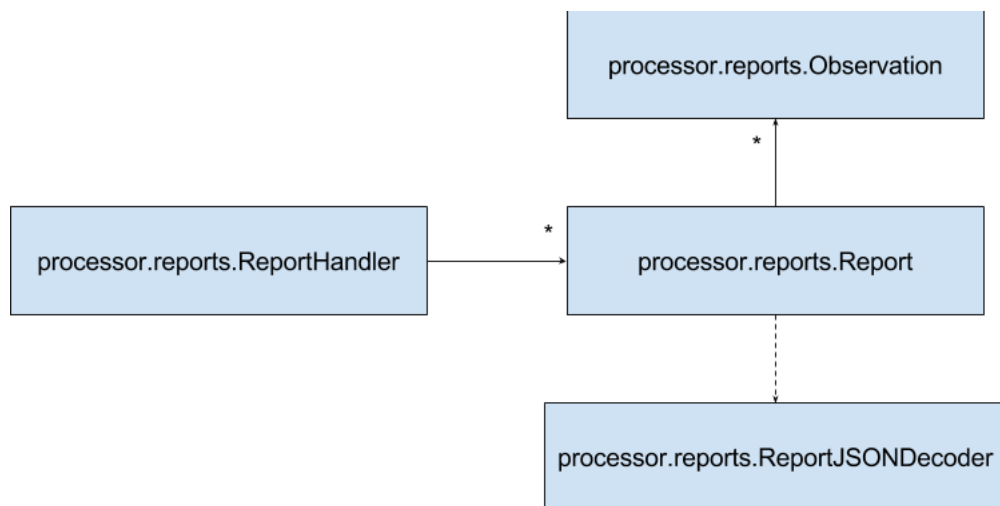 processor.reports.Observation
*
*
processor.reports.ReportHandler
processor.reports.Report
processor.reports.ReportJSONDecoder